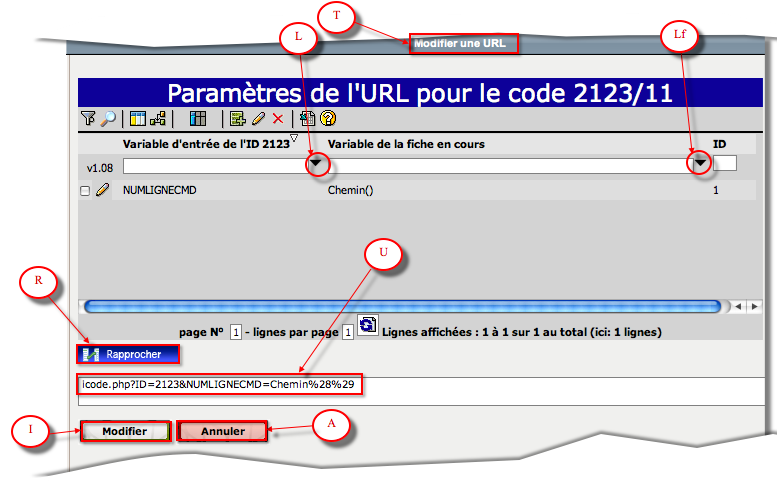 T
L
Lf
Modifier une URL
Paramètres de l'URL pour le code 2123/11
Variable d'entrée de l'ID 2123 Variable de la fiche en cours ID
v1.08
NUMLIGNECMD Chemin() 1
U
R
page N° 1 - lignes par page 1 Lignes affichées : 1 à 1 sur 1 au total (ici: 1 lignes)
Rapprocher
icode.php?ID=2123&NUMLIGNECMD=Chemin%28%29
I
Modifier
Annuler
A